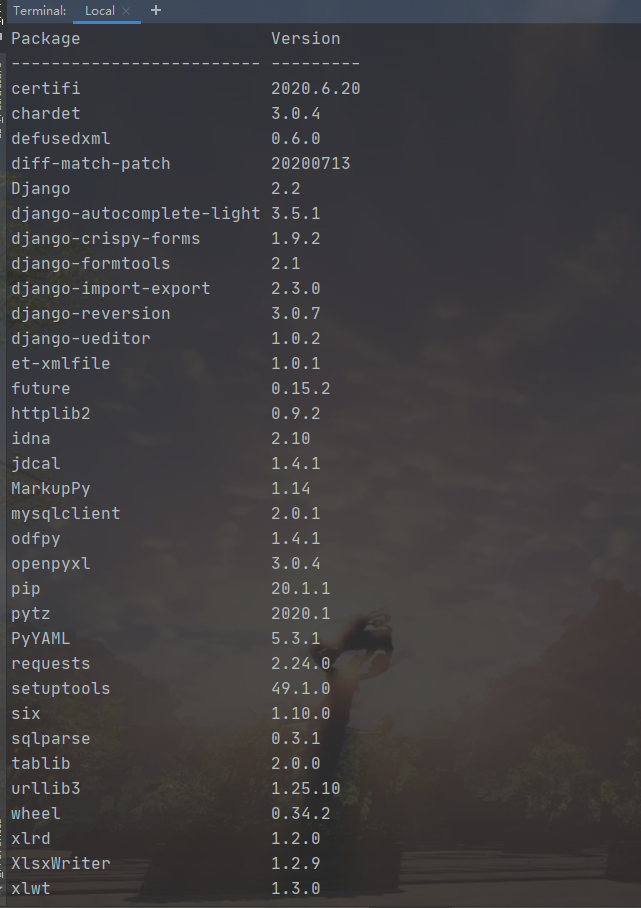 Terminal: Local × +
Package Version
------------------------- ---------
certifi 2020.6.20
chardet 3.0.4
defusedxml 0.6.0
diff-match-patch 20200713
Django 2.2
django-autocomplete-light 3.5.1
django-crispy-forms 1.9.2
django-formtools 2.1
django-import-export 2.3.0
django-reversion 3.0.7
django-ueditor 1.0.2
et-xmlfile 1.0.1
future 0.15.2
httplib2 0.9.2
idna 2.10
jdcal 1.4.1
MarkupPy 1.14
mysqlclient 2.0.1
odfpy 1.4.1
openpyxl 3.0.4
pip 20.1.1
pytz 2020.1
PyYAML 5.3.1
requests 2.24.0
setuptools 49.1.0
six 1.10.0
sqlparse 0.3.1
tablib 2.0.0
urllib3 1.25.10
wheel 0.34.2
xlrd 1.2.0
XlsxWriter 1.2.9
xlwt 1.3.0